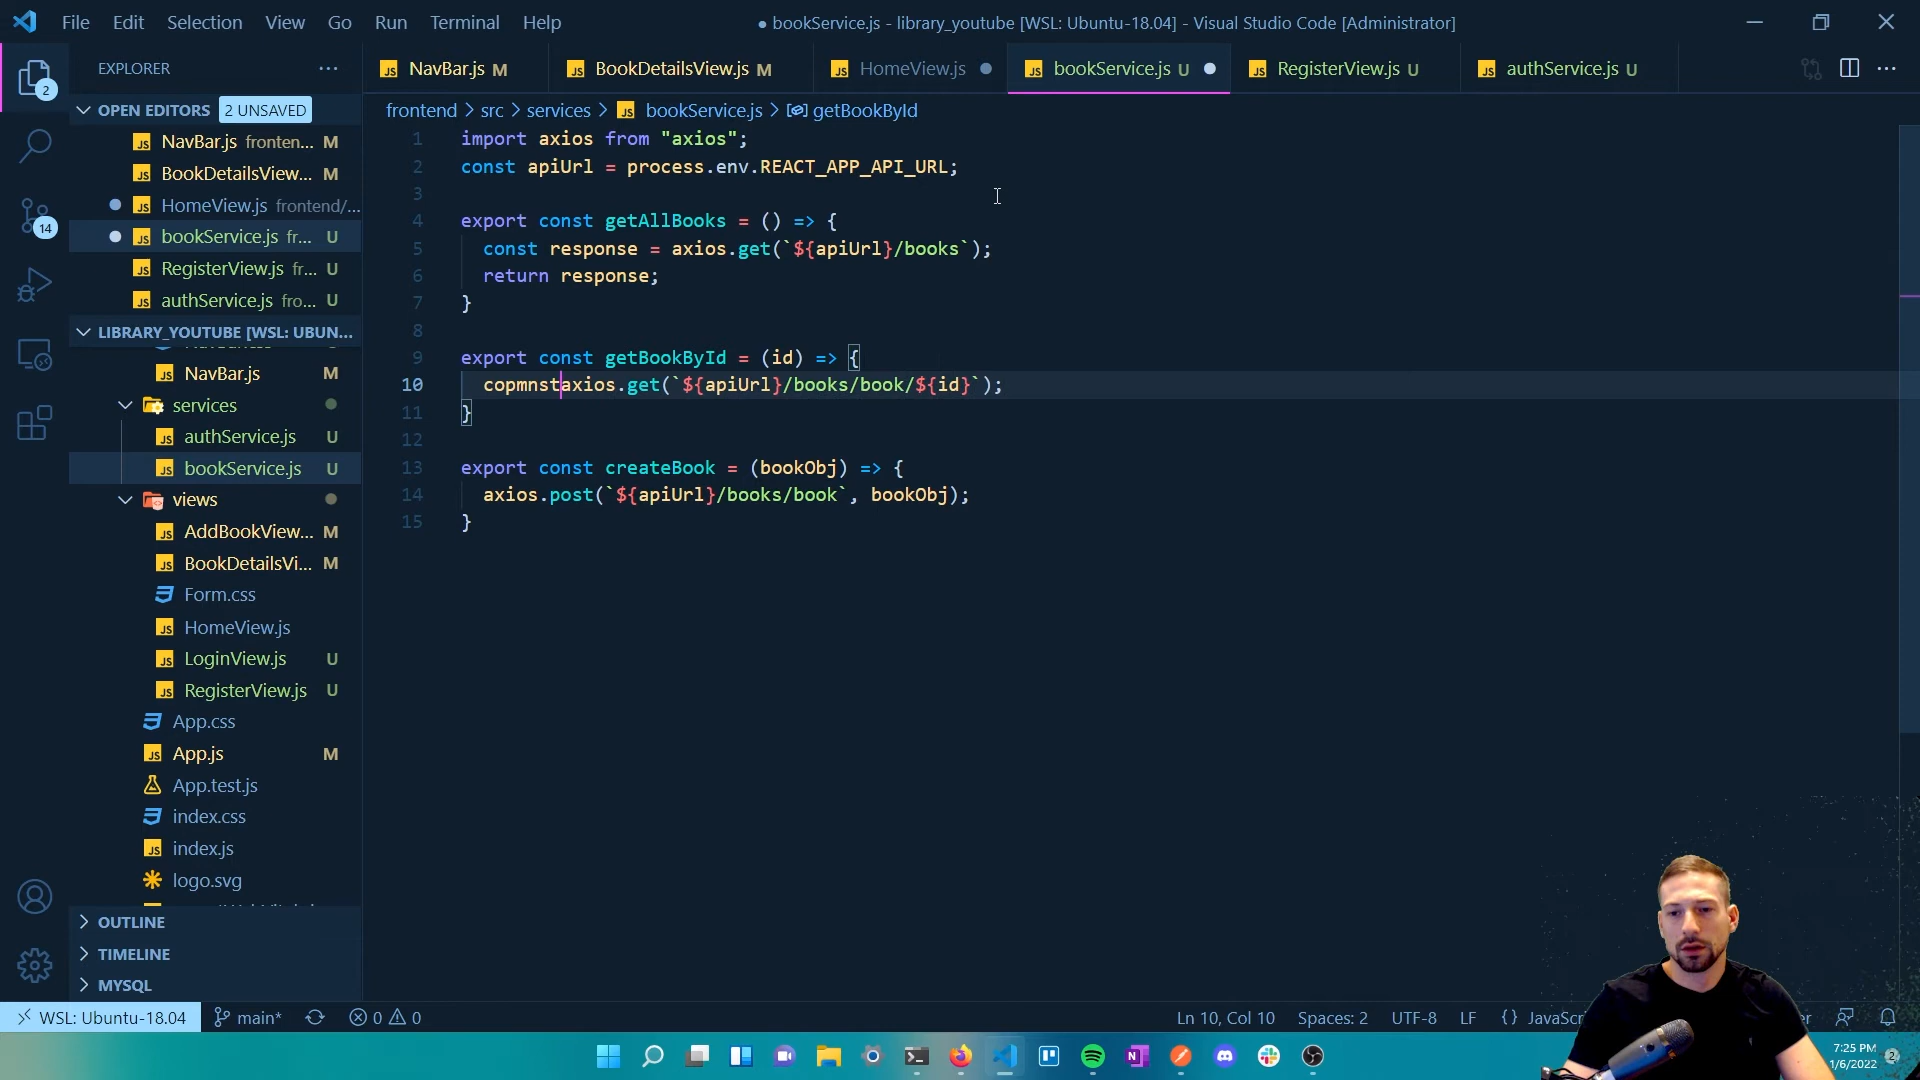 File Edit Selection View Go Run Terminal Help
● bookService.js - library_youtube [WSL: Ubuntu-18.04] - Visual Studio Code [Administrator]
EXPLORER ···
NavBar.js M
BookDetailsView.js M
HomeView.js
bookService.js U
RegisterView.js U
authService.js U
2
14
OPEN EDITORS 2 UNSAVED
NavBar.js fronten... M
BookDetailsView... M
HomeView.js frontend/...
bookService.js fr... U
RegisterView.js fr... U
authService.js fro... U
LIBRARY_YOUTUBE [WSL: UBUN...
NavBar.js M
services
authService.js U
bookService.js U
views
AddBookView... M
BookDetailsVi... M
Form.css
HomeView.js
LoginView.js U
RegisterView.js U
App.css
App.js M
App.test.js
index.css
index.js
logo.svg
OUTLINE
TIMELINE
MYSQL
frontend > src > services > bookService.js > getBookById
1 import axios from "axios";
2 const apiUrl = process.env.REACT_APP_API_URL;
3
4 export const getAllBooks = () => {
5 const response = axios.get(`${apiUrl}/books`);
6 return response;
7 }
8
9 export const getBookById = (id) => {
10 copmnstaxios.get(`${apiUrl}/books/book/${id}`);
11 }
12
13 export const createBook = (bookObj) => {
14 axios.post(`${apiUrl}/books/book`, bookObj);
15 }
WSL: Ubuntu-18.04 main* 0 0 Ln 10, Col 10 Spaces: 2 UTF-8 LF {} JavaScri
7:25 PM
1/6/2022 2